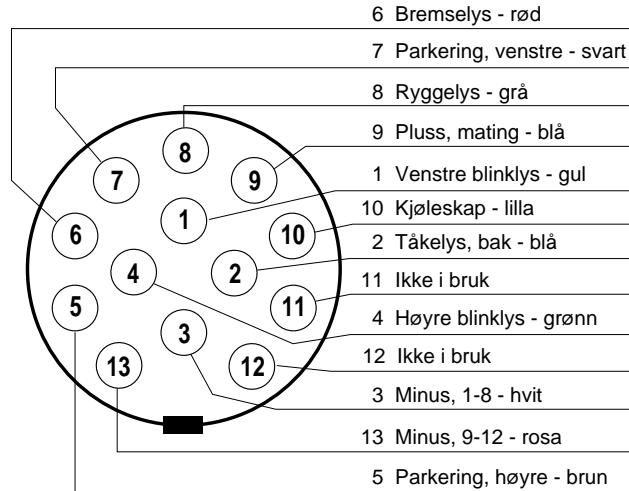 6 Bremselys - rød
7 Parkering, venstre - svart
8 Ryggelys - grå
9 Pluss, mating - blå
1 Venstre blinklys - gul
10 Kjøleskap - lilla
2 Tåkelys, bak - blå
11 Ikke i bruk
4 Høyre blinklys - grønn
12 Ikke i bruk
3 Minus, 1-8 - hvit
13 Minus, 9-12 - rosa
5 Parkering, høyre - brun
8
7
9
1
6
10
4
2
5
11
3
13
12